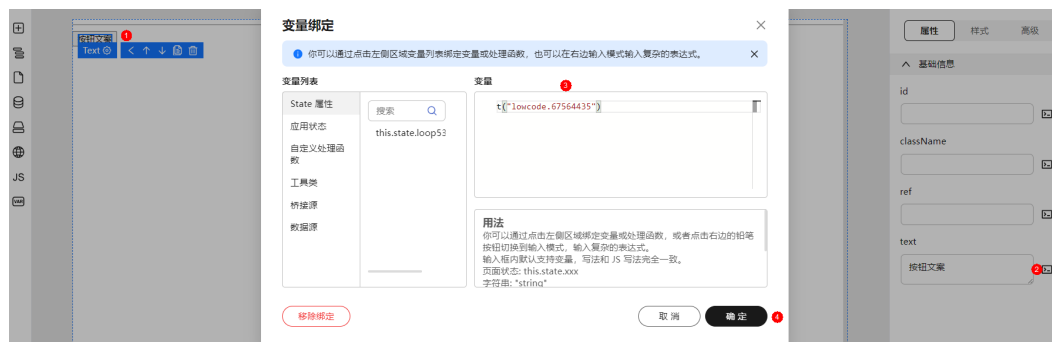 按钮文案
1
Text
JS
VAR
变量绑定
你可以通过点击左侧区域变量列表绑定变量或处理函数，也可以在右边输入模式输入复杂的表达式。
变量列表
State 属性
应用状态
自定义处理函
数
工具类
桥接源
数据源
搜索
this.state.loop53
变量
3
t("lowcode.67564435")
用法
你可以通过点击左侧区域绑定变量或处理函数，或者点击右边的铅笔
按钮切换到输入模式，输入复杂的表达式。
输入框内默认支持变量，写法和 JS 写法完全一致。
页面状态: this.state.xxx
字符串: "string"
移除绑定
取消
确定
4
属性
样式
高级
基础信息
id
className
ref
text
按钮文案
2